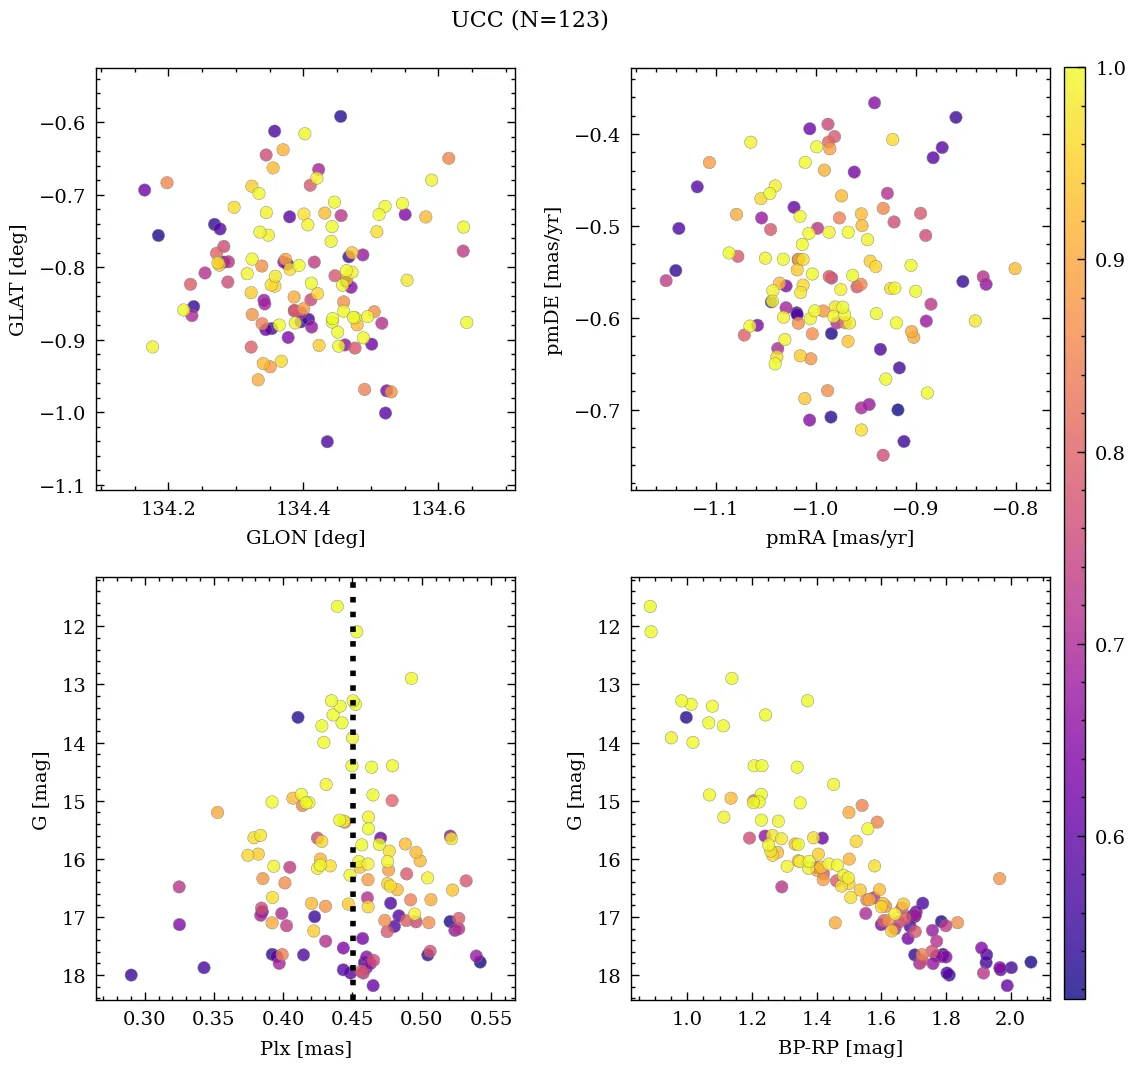 UCC (N=123)
−0.6
−0.7
−0.8
−0.9
−1.0
−1.1
GLAT [deg]
134.2 134.4 134.6
GLON [deg]
−0.4
−0.5
−0.6
−0.7
pmDE [mas/yr]
−1.1 −1.0 −0.9 −0.8
pmRA [mas/yr]
12
13
14
15
16
17
18
G [mag]
0.30 0.35 0.40 0.45 0.50 0.55
Plx [mas]
12
13
14
15
16
17
18
G [mag]
1.0 1.2 1.4 1.6 1.8 2.0
BP-RP [mag]
1.0
0.9
0.8
0.7
0.6